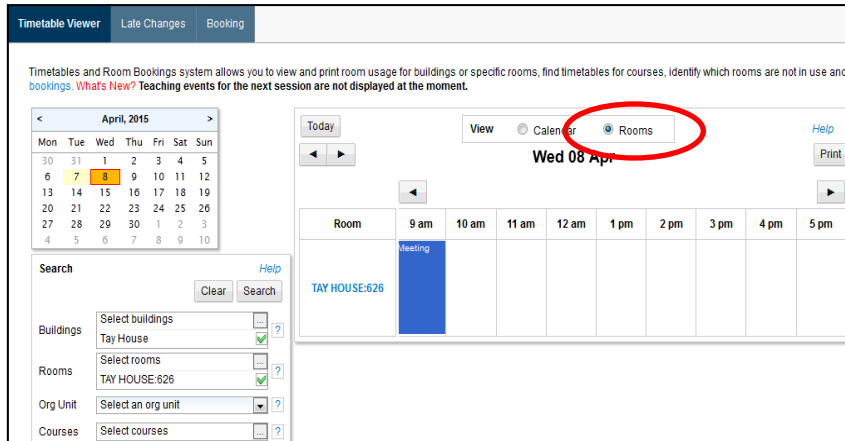 Timetable Viewer Late Changes Booking
Timetables and Room Bookings system allows you to view and print room usage for buildings or specific rooms, find timetables for courses, identify which rooms are not in use and
bookings. What's New? Teaching events for the next session are not displayed at the moment.
< April, 2015 >
Mon Tue Wed Thu Fri Sat Sun
30 31 1 2 3 4 5
6 7 8 9 10 11 12
13 14 15 16 17 18 19
20 21 22 23 24 25 26
27 28 29 30 1 2 3
4 5 6 7 8 9 10
Search Help
Clear Search
Buildings Select buildings ... ?
Tay House
Rooms Select rooms ... ?
TAY HOUSE:626
Org Unit Select an org unit ?
Courses Select courses ... ?
Today View Calendar Rooms Help
Wed 08 Apr Print
Room 9 am 10 am 11 am 12 am 1 pm 2 pm 3 pm 4 pm 5 pm
Meeting
TAY HOUSE:626